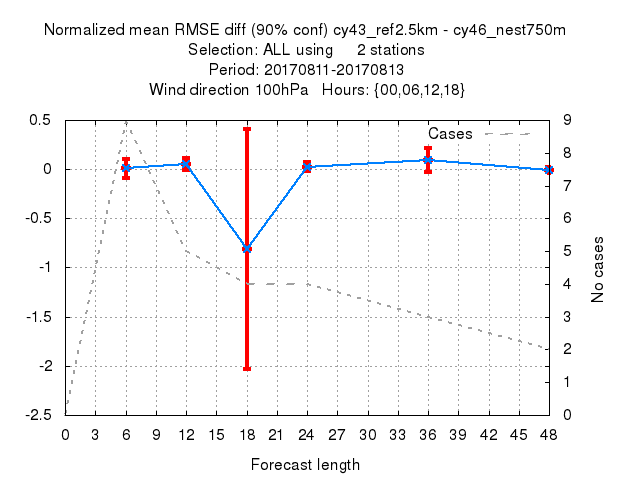 Normalized mean RMSE diff (90% conf) cy43_ref2.5km - cy46_nest750m
Selection: ALL using     2 stations
Period: 20170811-20170813
Wind direction 100hPa   Hours: {00,06,12,18}
Cases
0.5
0
-0.5
-1
-1.5
-2
-2.5
9
8
7
6
5
4
3
2
1
0
No cases
0 3 6 9 12 15 18 21 24 27 30 33 36 39 42 45 48
Forecast length